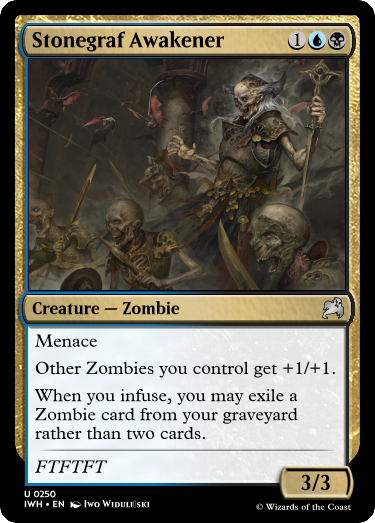 Stonegraf Awakener 1
Creature — Zombie
Menace
Other Zombies you control get +1/+1.
When you infuse, you may exile a
Zombie card from your graveyard
rather than two cards.
FTFTFT
3/3
U 0250
IWH • EN Iwo Widuliński
© Wizards of the Coast